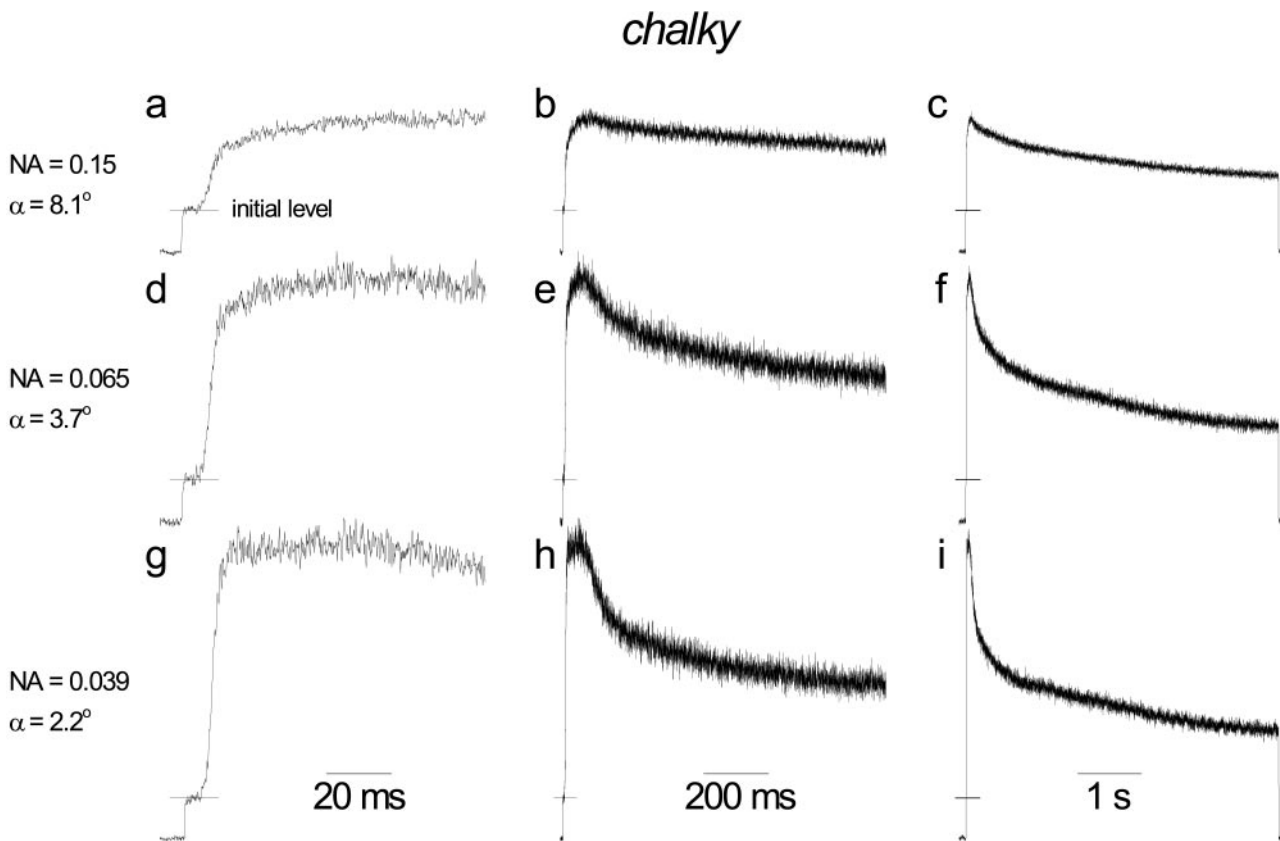 chalky
a
b
c
NA = 0.15
α = 8.1°
initial level
d
e
f
NA = 0.065
α = 3.7°
g
h
i
NA = 0.039
α = 2.2°
20 ms
200 ms
1 s